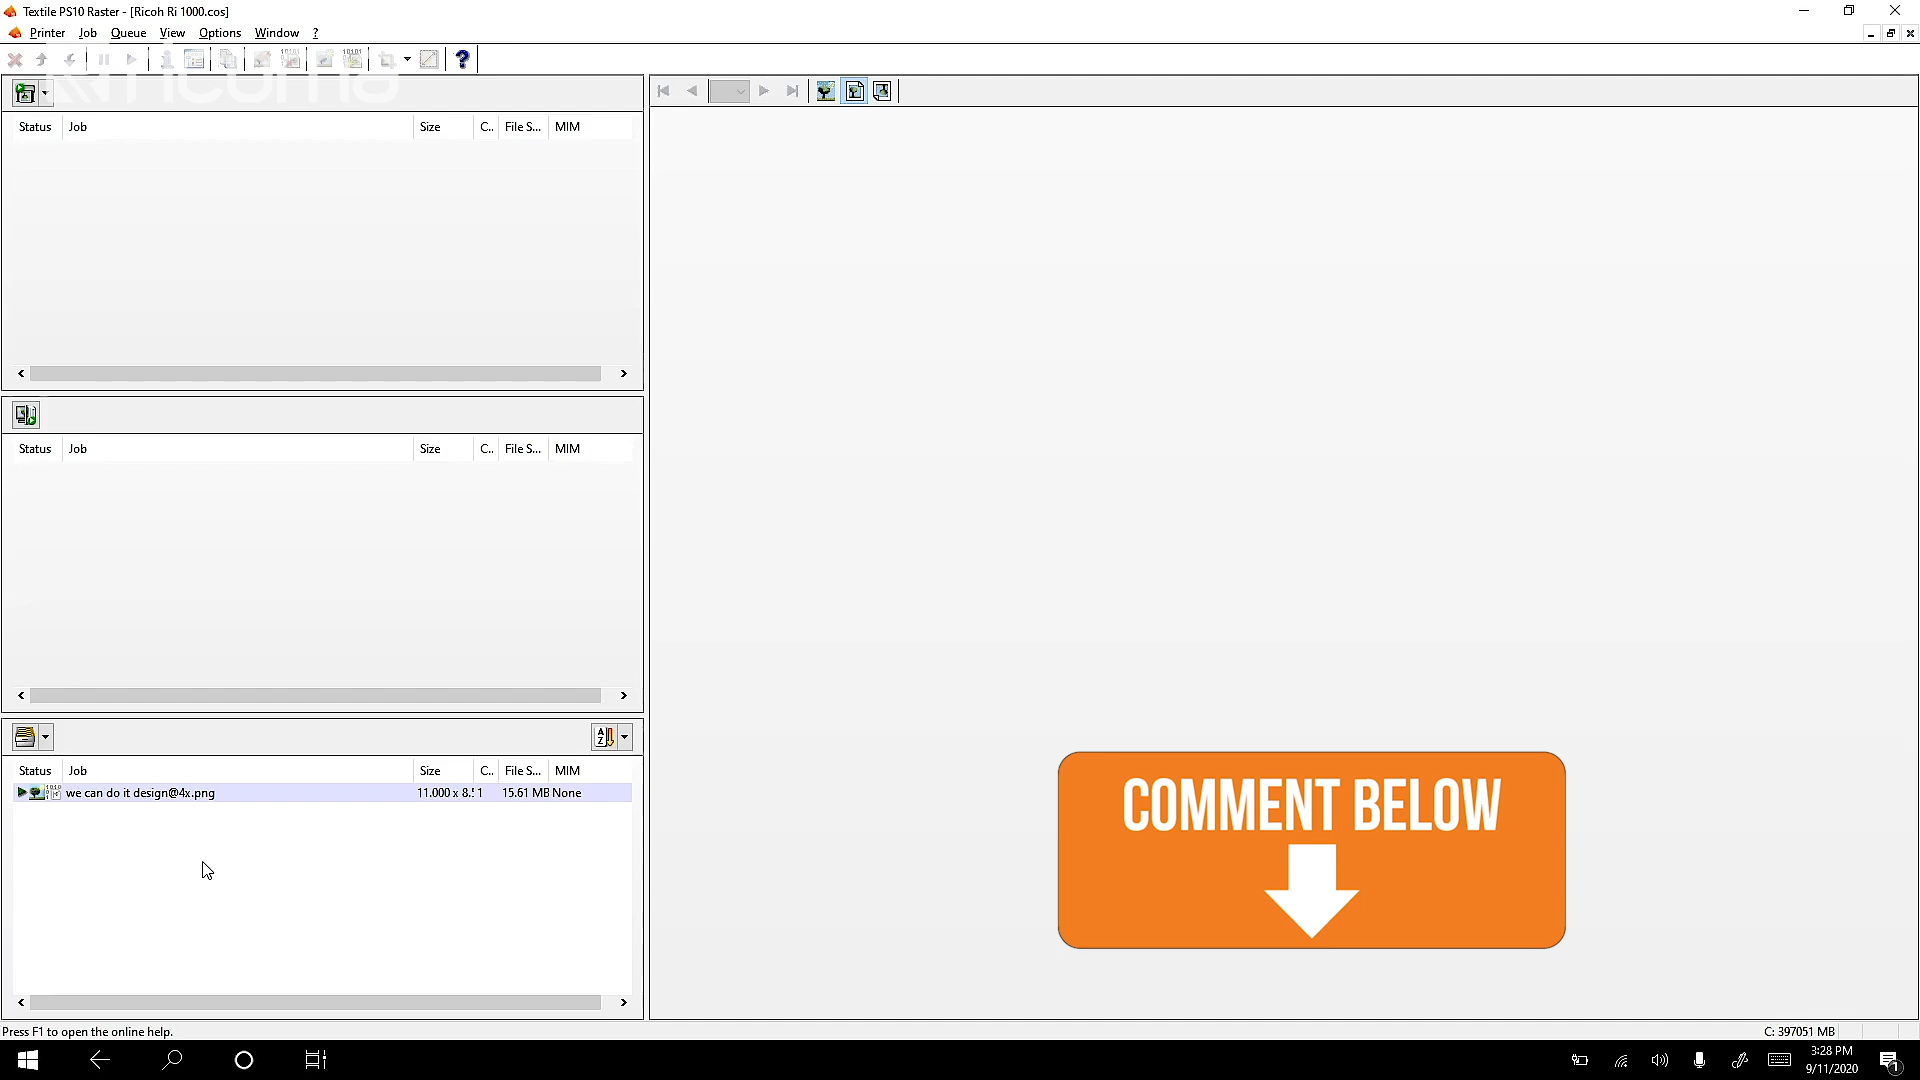 Textile PS10 Raster - [Ricoh Ri 1000.cos]
Printer Job Queue View Options Window ?
ricoma
Status Job Size C.. File S... MIM
Status Job Size C.. File S... MIM
Status Job Size C.. File S... MIM
we can do it design@4x.png 11.000 x 8.! 1 15.61 MB None
COMMENT BELOW
Press F1 to open the online help.
C: 397051 MB
3:28 PM
9/11/2020
1